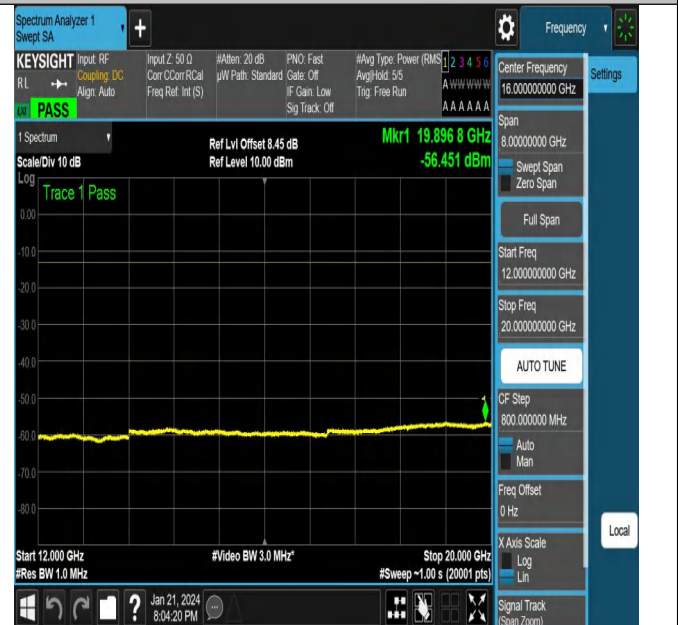 Spectrum Analyzer 1
Swept SA
+
Frequency
KEYSIGHT
RL
LXI
PASS
Input: RF
Coupling: DC
Align: Auto
Input Z: 50 Ω
Corr CCorr RCal
Freq Ref: Int (S)
#Atten: 20 dB
µW Path: Standard
PNO: Fast
Gate: Off
IF Gain: Low
Sig Track: Off
#Avg Type: Power (RMS
Avg|Hold: 5/5
Trig: Free Run
1 2 3 4 5 6
A W W W W W
A A A A A A
1 Spectrum
Scale/Div 10 dB
Ref Lvl Offset 8.45 dB
Ref Level 10.00 dBm
Mkr1 19.896 8 GHz
-56.451 dBm
Log
Trace 1 Pass
0.00
-10.0
-20.0
-30.0
-40.0
-50.0
-60.0
-70.0
-80.0
1
Start 12.000 GHz
#Res BW 1.0 MHz
#Video BW 3.0 MHz*
Stop 20.000 GHz
#Sweep ~1.00 s (20001 pts)
Center Frequency
16.000000000 GHz
Settings
Span
8.00000000 GHz
Swept Span
Zero Span
Full Span
Start Freq
12.000000000 GHz
Stop Freq
20.000000000 GHz
AUTO TUNE
CF Step
800.000000 MHz
Auto
Man
Freq Offset
0 Hz
X Axis Scale
Log
Lin
Local
Signal Track
(Span Zoom)
?
Jan 21, 2024
8:04:20 PM